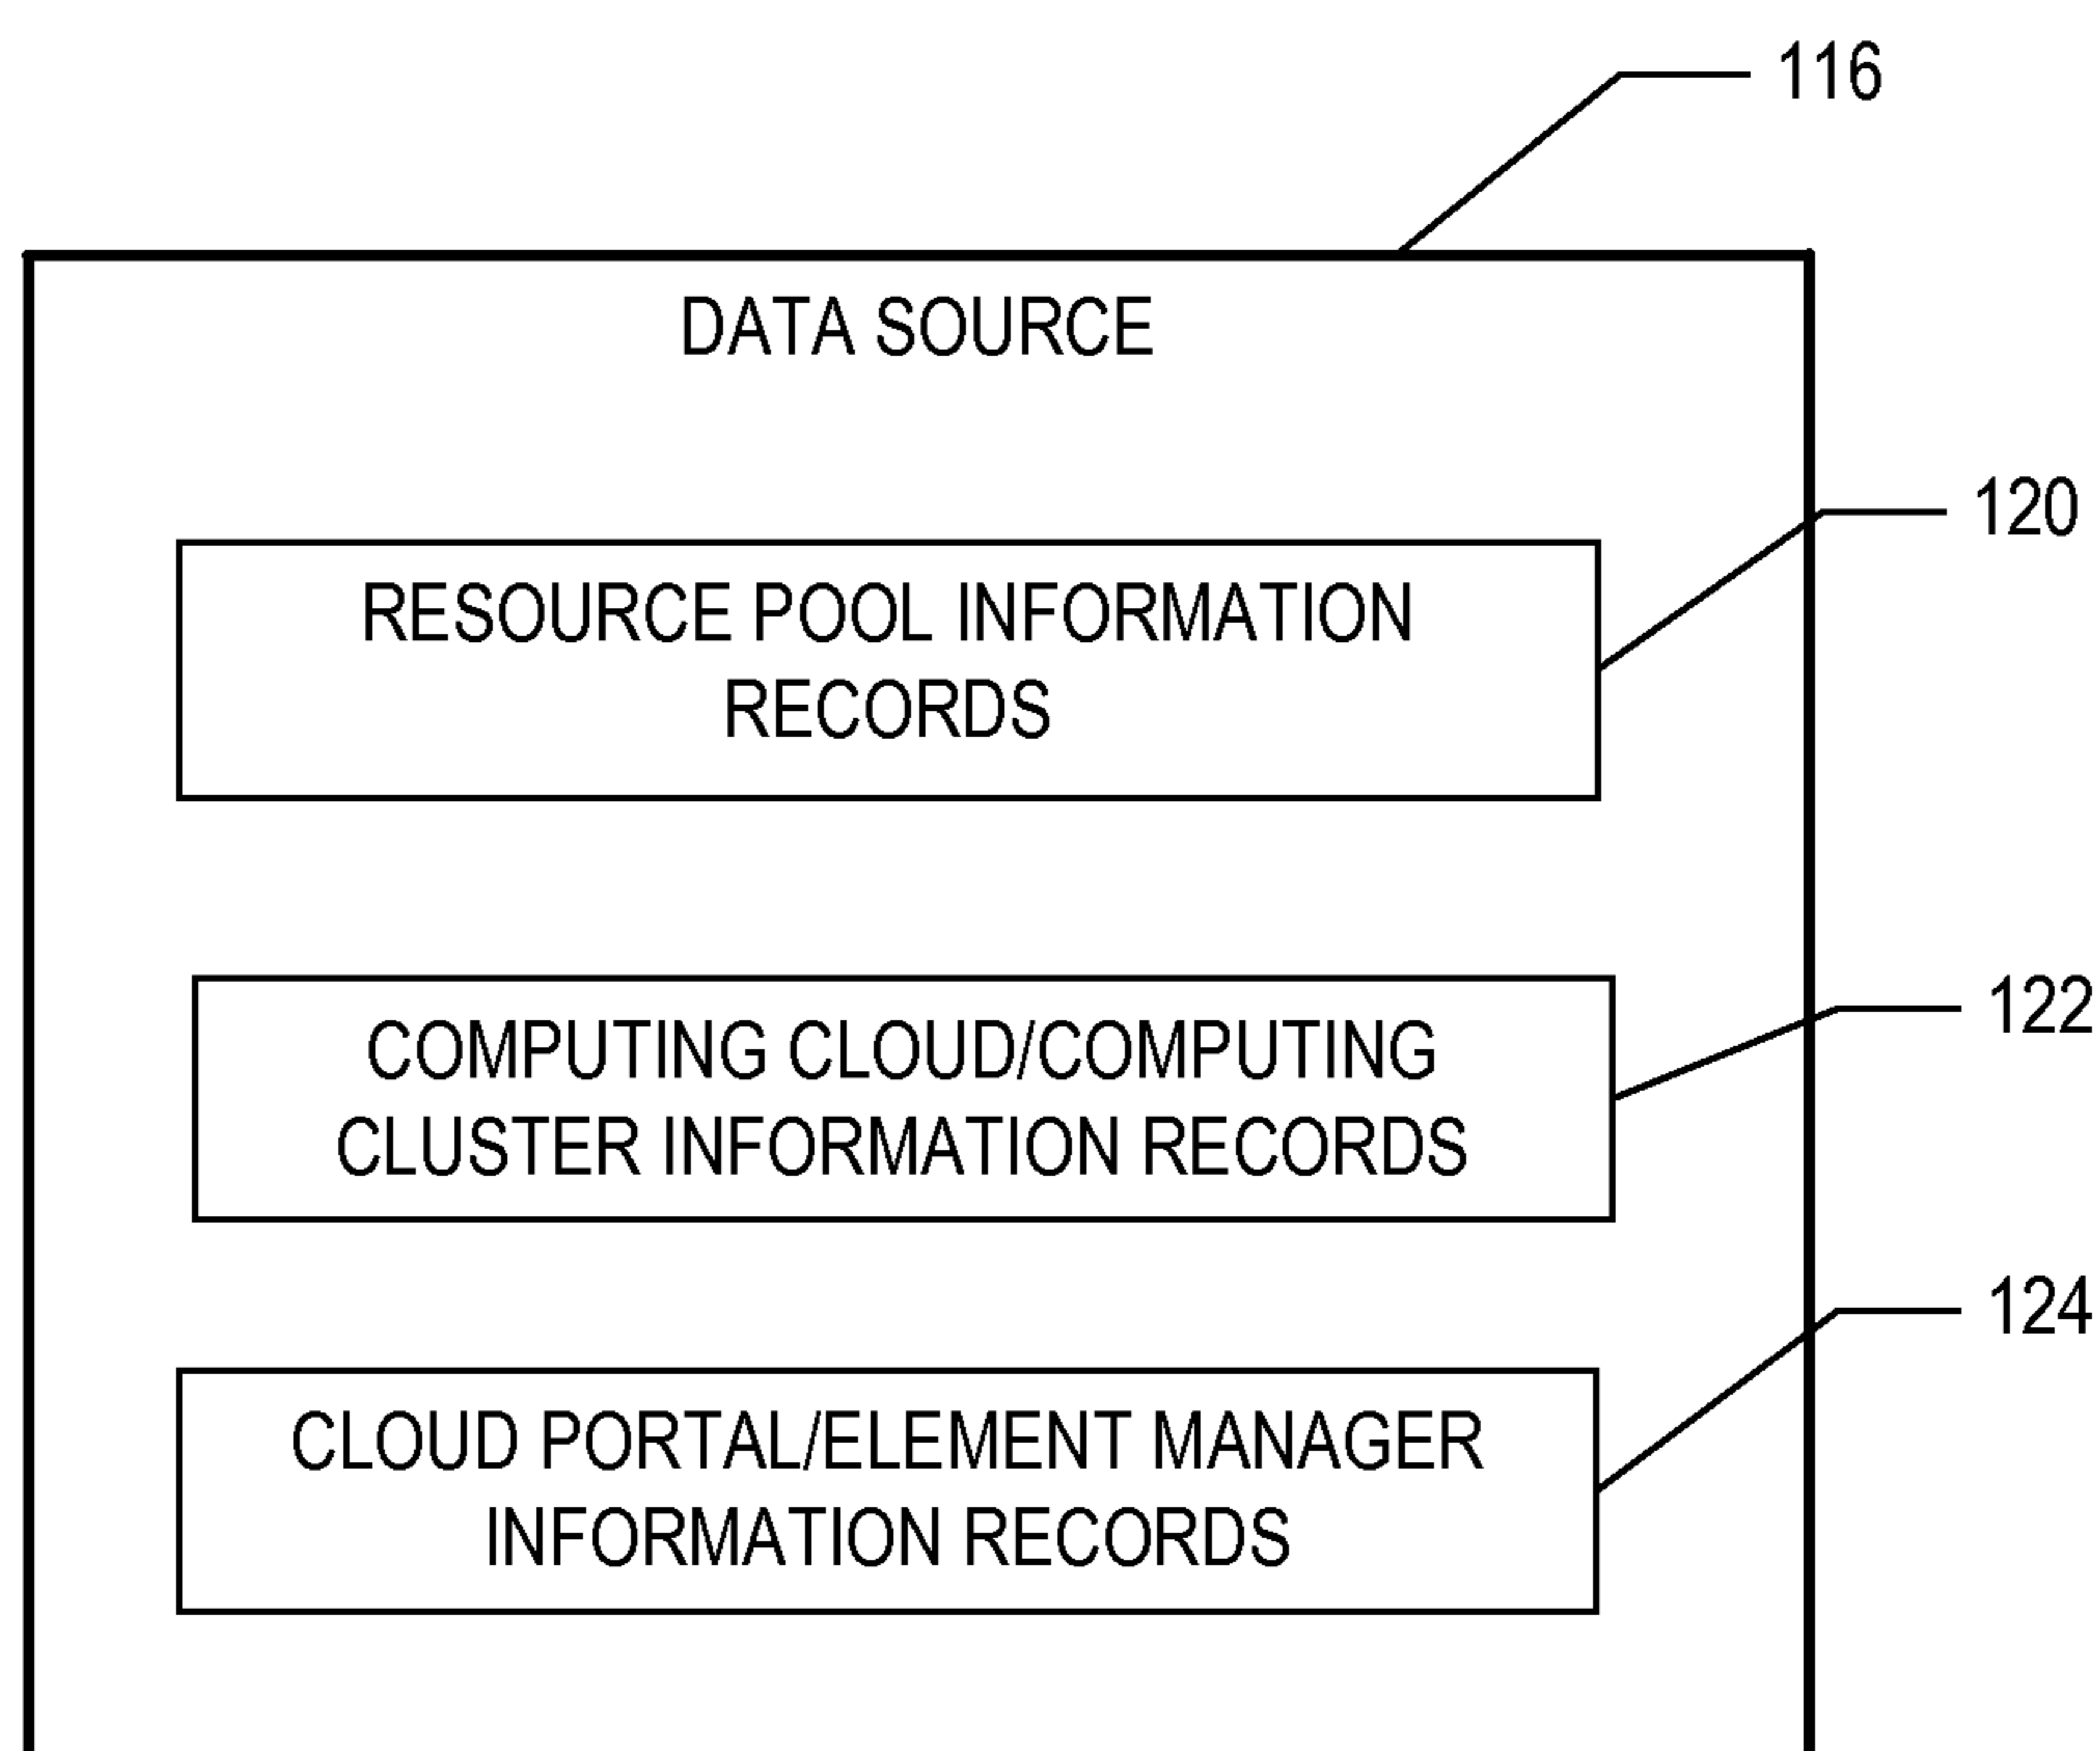 116
DATA SOURCE
120
RESOURCE POOL INFORMATION
RECORDS
122
COMPUTING CLOUD/COMPUTING
CLUSTER INFORMATION RECORDS
124
CLOUD PORTAL/ELEMENT MANAGER
INFORMATION RECORDS